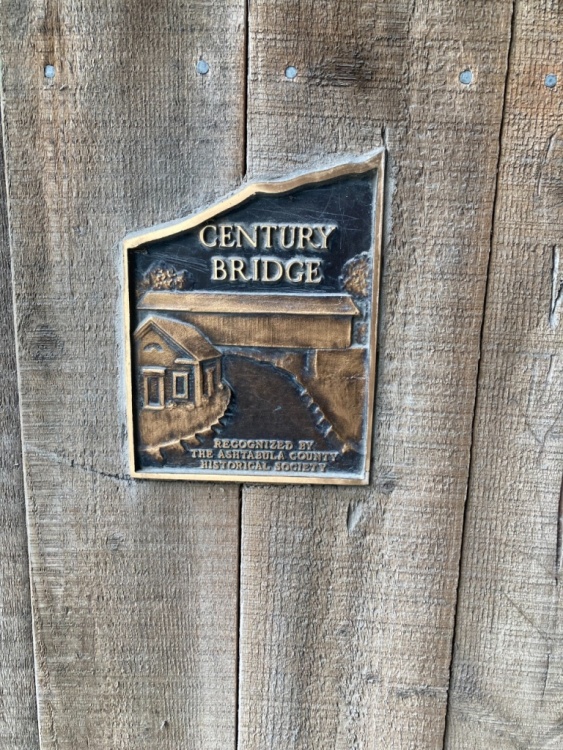 CENTURY
BRIDGE
RECOGNIZED BY
THE ASHTABULA COUNTY
HISTORICAL SOCIETY